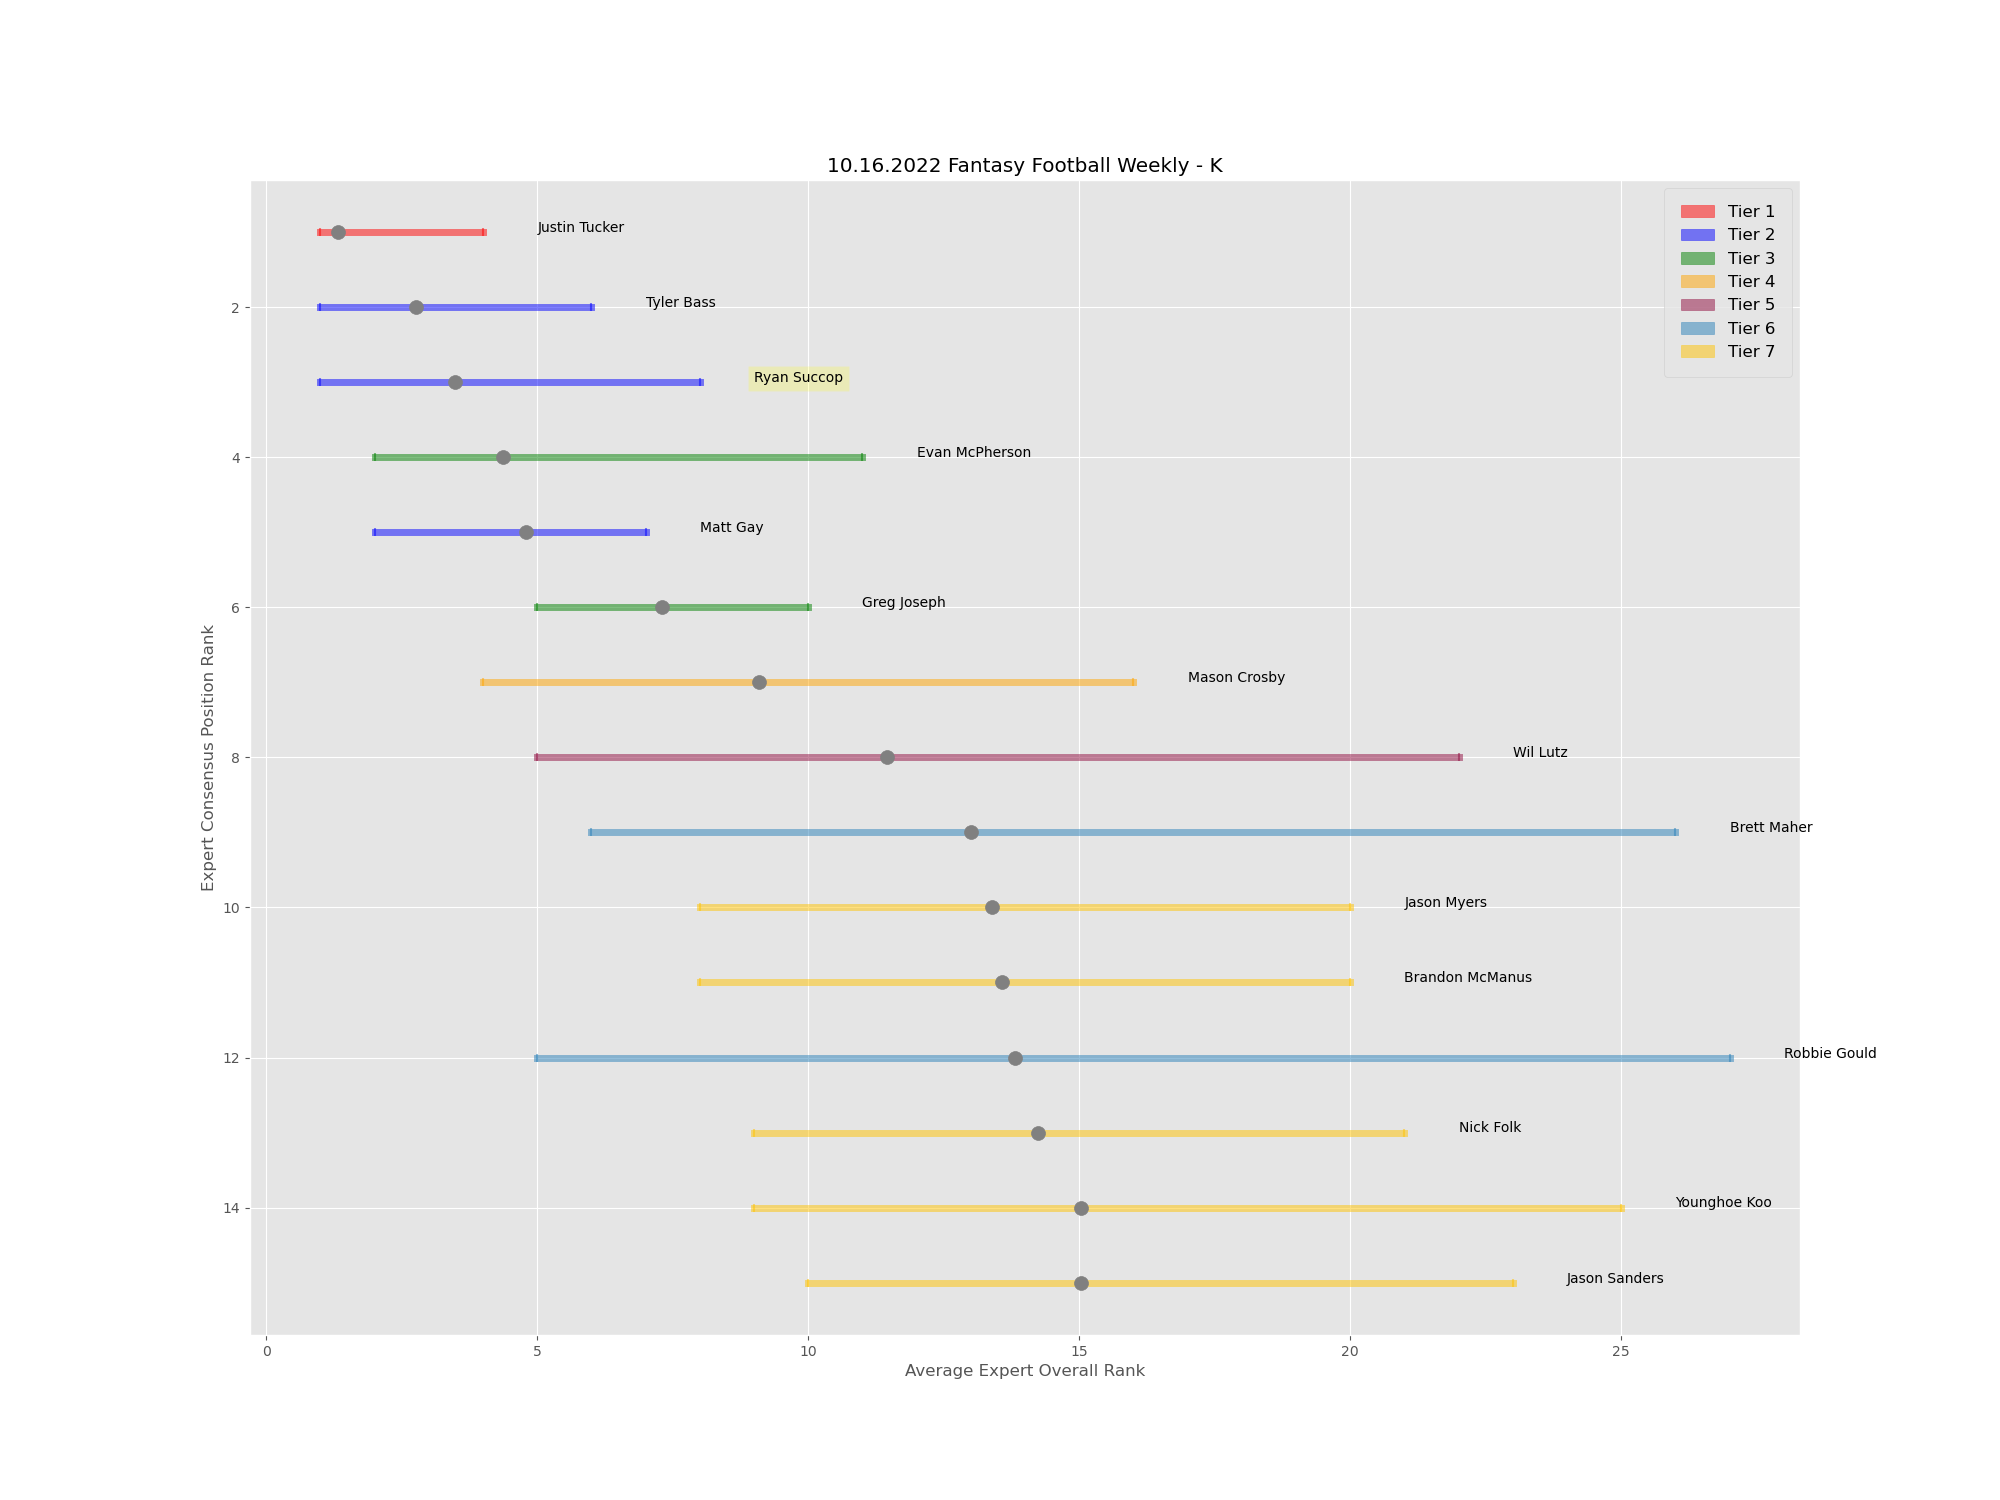 10.16.2022 Fantasy Football Weekly - K
Tier 1
Tier 2
Tier 3
Tier 4
Tier 5
Tier 6
Tier 7
Justin Tucker
Tyler Bass
Ryan Succop
Evan McPherson
Matt Gay
Greg Joseph
Mason Crosby
Wil Lutz
Brett Maher
Jason Myers
Brandon McManus
Robbie Gould
Nick Folk
Younghoe Koo
Jason Sanders
Expert Consensus Position Rank
2
4
6
8
10
12
14
0 5 10 15 20 25
Average Expert Overall Rank